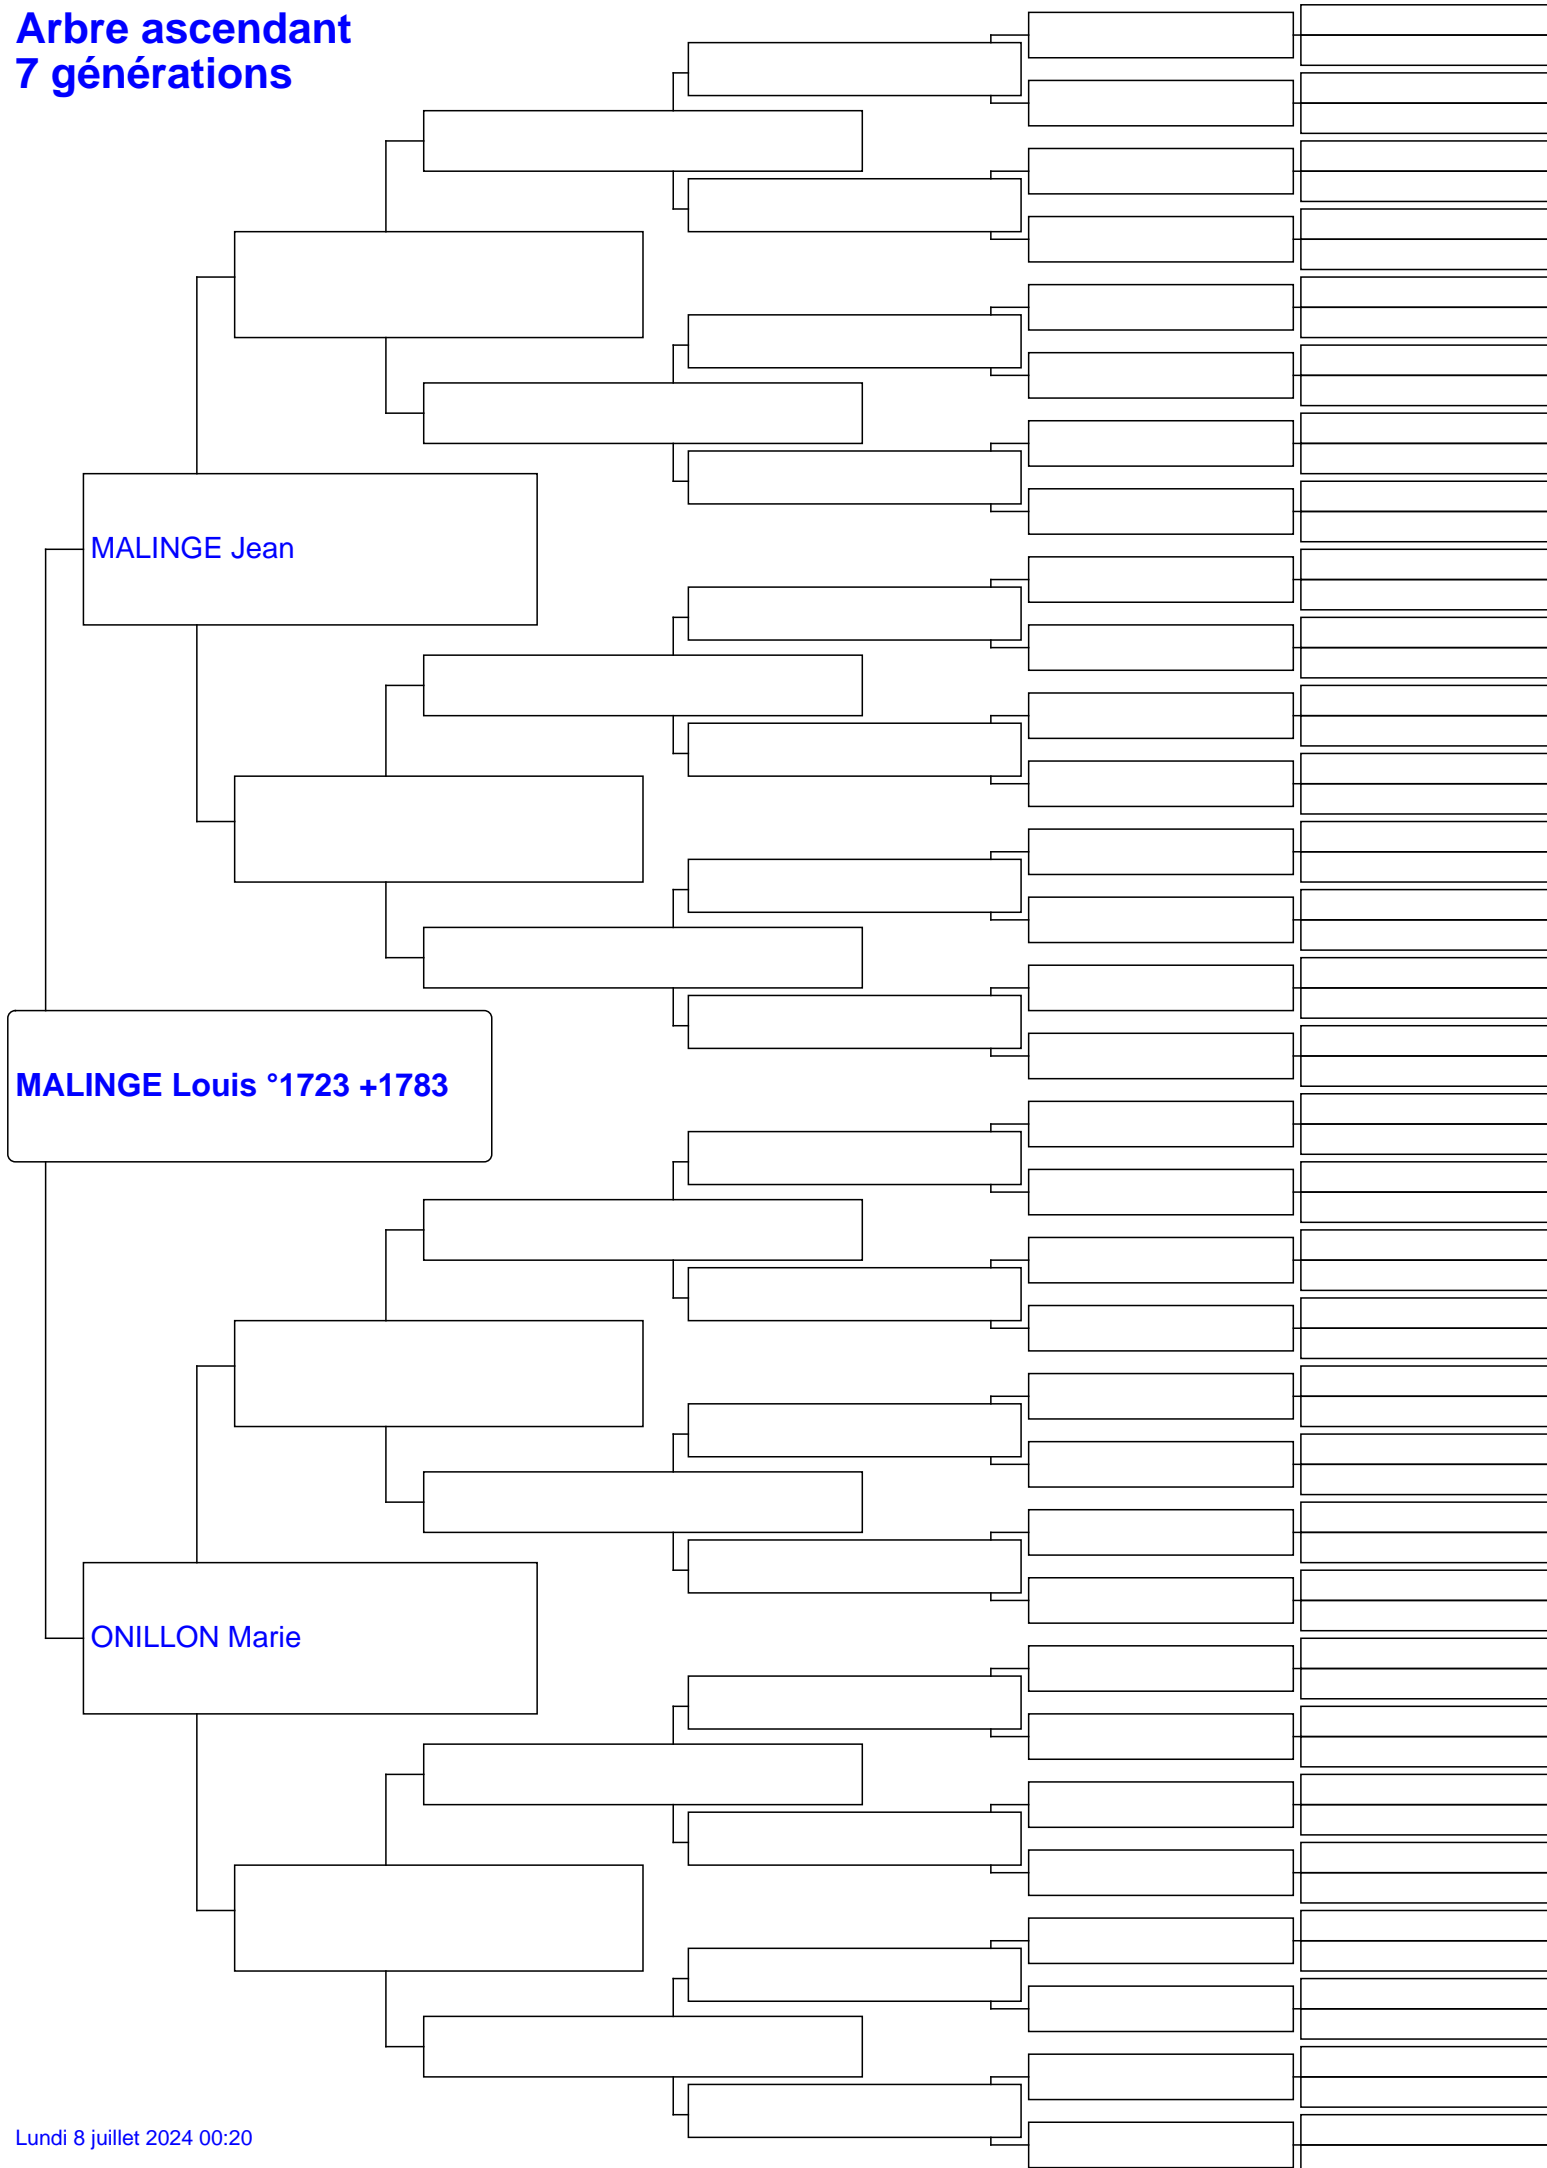 Arbre ascendant
7 générations
MALINGE Jean
MALINGE Louis °1723 +1783
ONILLON Marie
Lundi 8 juillet 2024 00:20